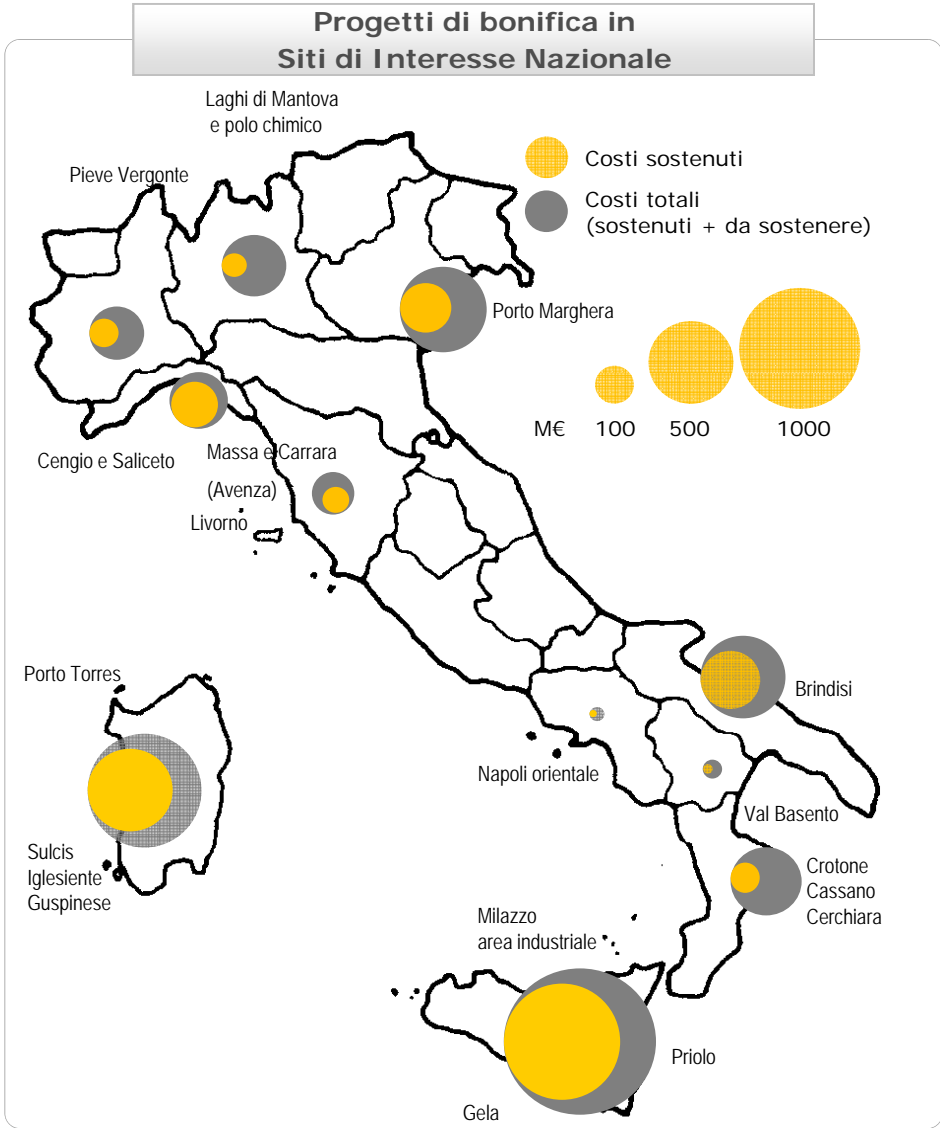 Progetti di bonifica in
Siti di Interesse Nazionale
Laghi di Mantova
e polo chimico
Pieve Vergonte
Costi sostenuti
Costi totali
(sostenuti + da sostenere)
Porto Marghera
M€ 100 500 1000
Cengio e Saliceto
Massa e Carrara
(Avenza)
Livorno
Porto Torres
Brindisi
Napoli orientale
Val Basento
Sulcis
Iglesiente
Guspinese
Crotone
Cassano
Cerchiara
Milazzo
area industriale
Priolo
Gela